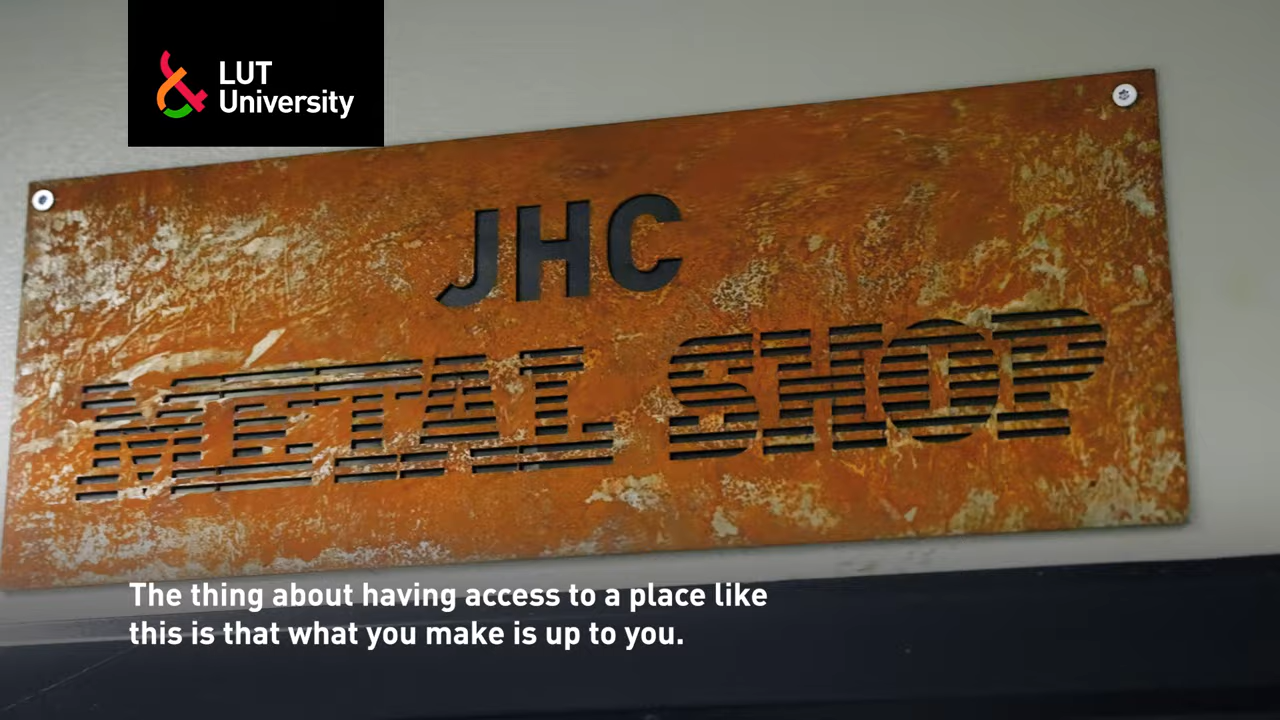 LUT
University
JHC
METAL SHOP
The thing about having access to a place like
this is that what you make is up to you.